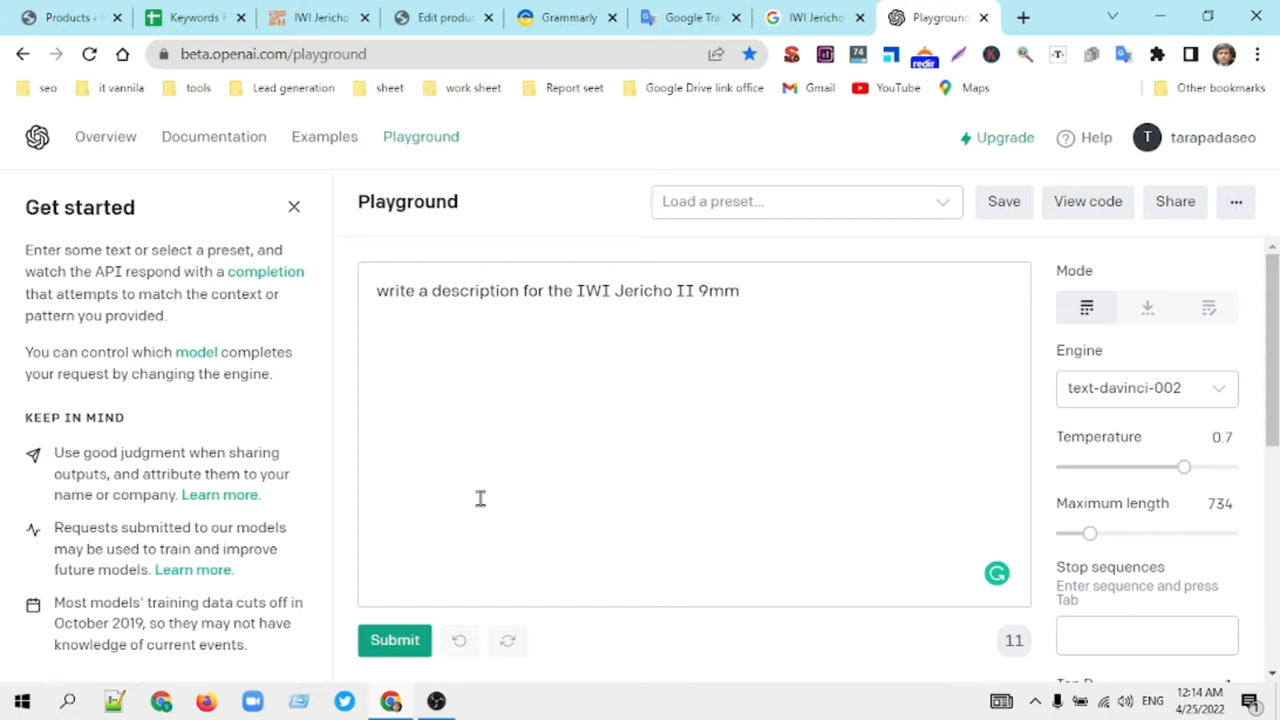 Products ‹
Keywords F
IWI Jericho
Edit produc
Grammarly
Google Tra
IWI Jericho
Playground
beta.openai.com/playground
74
redir
seo
it vannila
tools
Lead generation
sheet
work sheet
Report seet
Google Drive link office
Gmail
YouTube
Maps
Other bookmarks
Overview
Documentation
Examples
Playground
Upgrade
Help
T
tarapadaseo
Get started
Enter some text or select a preset, and
watch the API respond with a completion
that attempts to match the context or
pattern you provided.
You can control which model completes
your request by changing the engine.
KEEP IN MIND
Use good judgment when sharing
outputs, and attribute them to your
name or company. Learn more.
Requests submitted to our models
may be used to train and improve
future models. Learn more.
Most models' training data cuts off in
October 2019, so they may not have
knowledge of current events.
Playground
Load a preset...
Save
View code
Share
...
write a description for the IWI Jericho II 9mm
Submit
11
Mode
Engine
text-davinci-002
Temperature
0.7
Maximum length
734
Stop sequences
Enter sequence and press
Tab
ENG
12:14 AM
4/25/2022